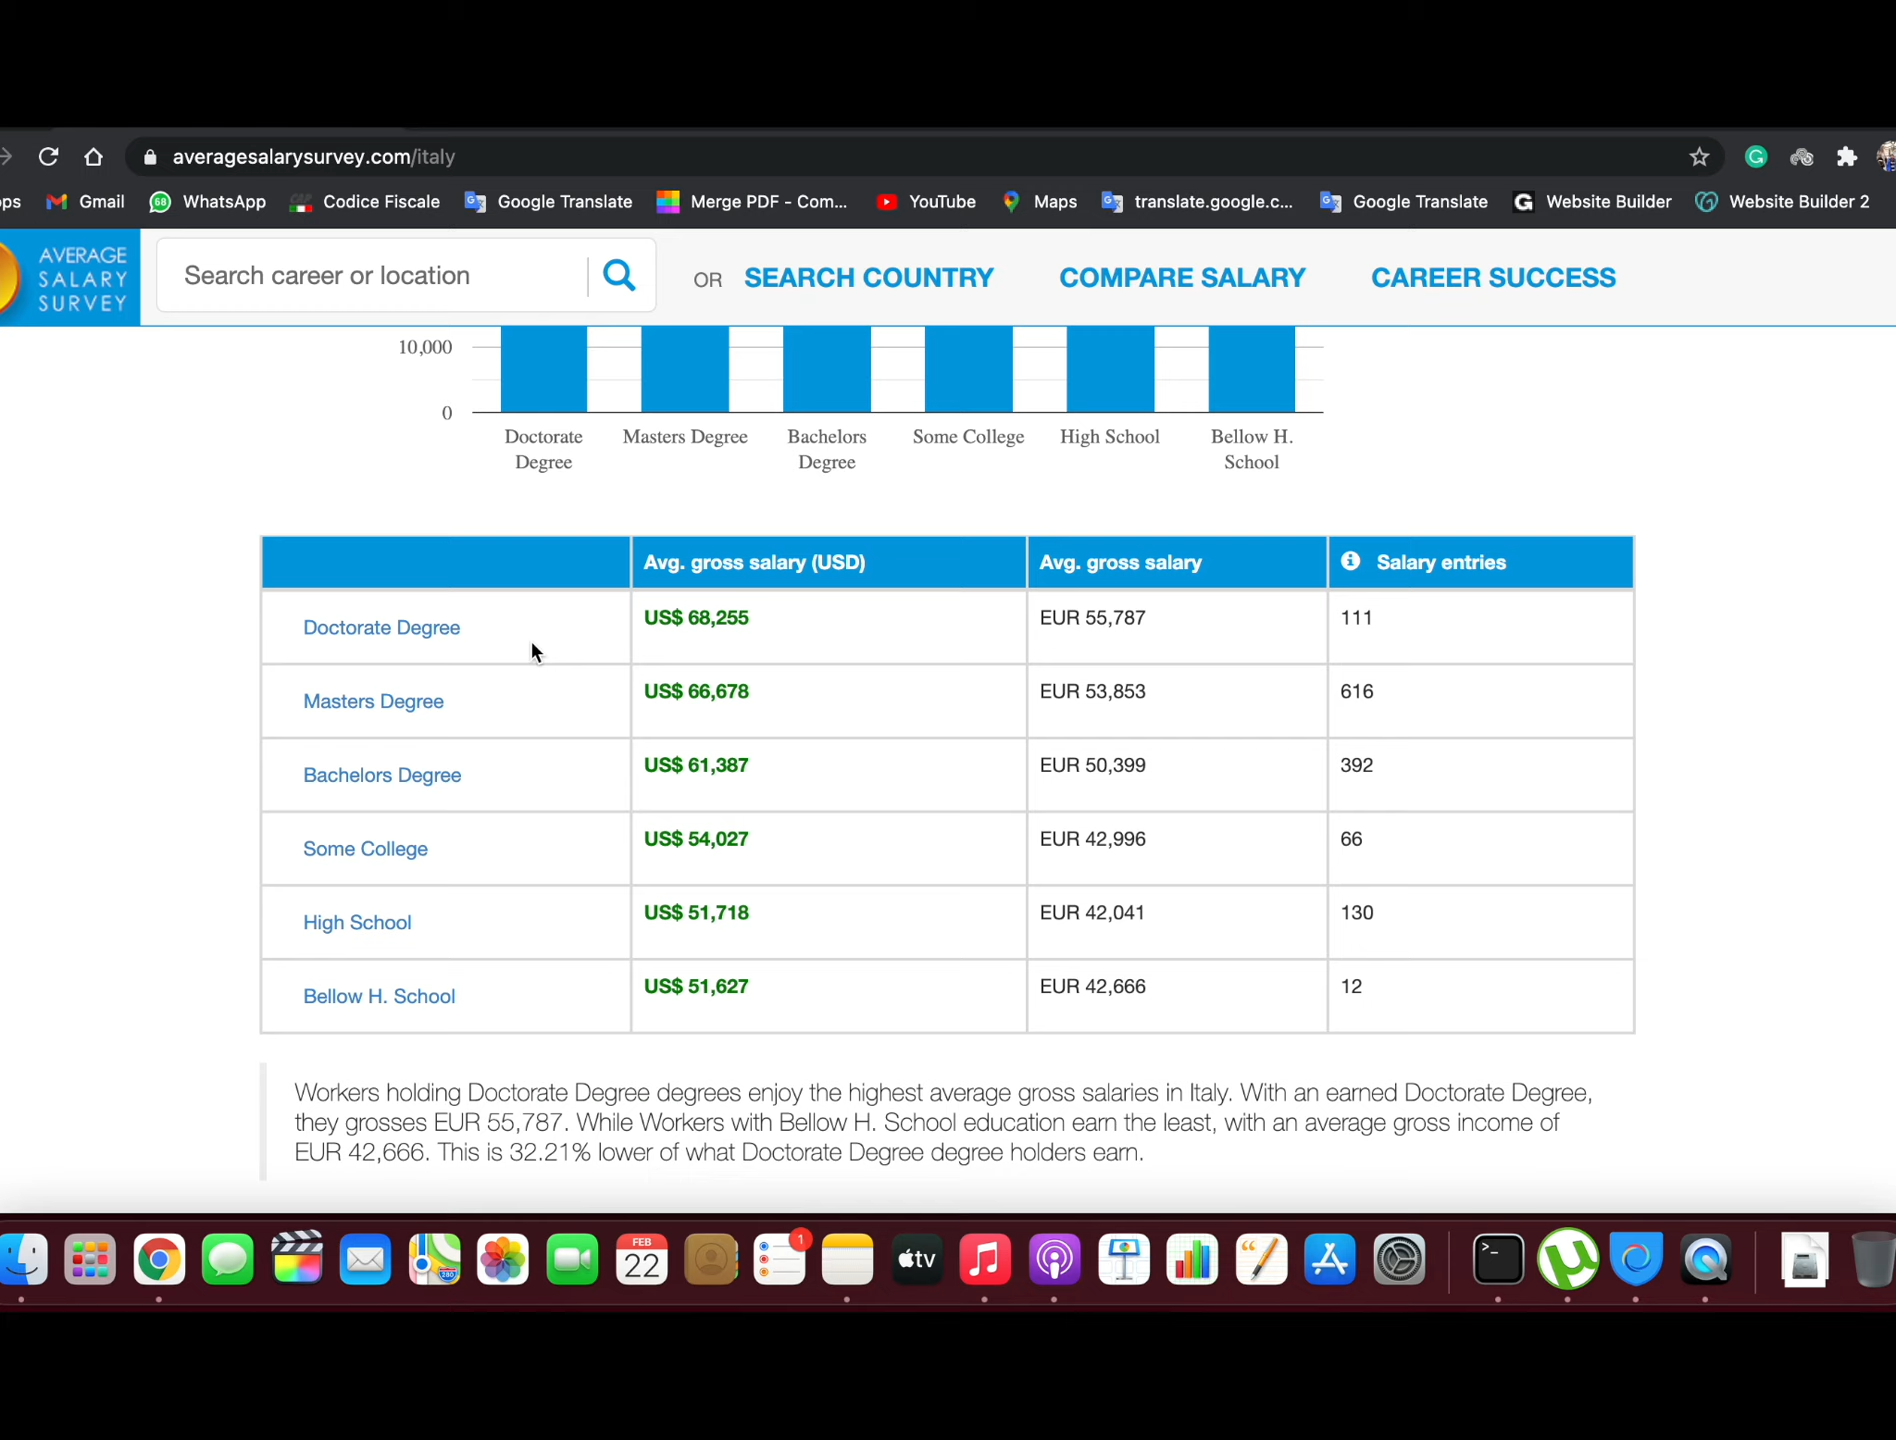 averagesalarysurvey.com/italy
ps Gmail WhatsApp Codice Fiscale Google Translate Merge PDF - Com... YouTube Maps translate.google.c... Google Translate Website Builder Website Builder 2
AVERAGE
SALARY
SURVEY
Search career or location
OR SEARCH COUNTRY COMPARE SALARY CAREER SUCCESS
10,000
0
Doctorate Degree
Masters Degree
Bachelors Degree
Some College
High School
Bellow H. School
Avg. gross salary (USD) Avg. gross salary Salary entries
Doctorate Degree US$ 68,255 EUR 55,787 111
Masters Degree US$ 66,678 EUR 53,853 616
Bachelors Degree US$ 61,387 EUR 50,399 392
Some College US$ 54,027 EUR 42,996 66
High School US$ 51,718 EUR 42,041 130
Bellow H. School US$ 51,627 EUR 42,666 12
Workers holding Doctorate Degree degrees enjoy the highest average gross salaries in Italy. With an earned Doctorate Degree,
they grosses EUR 55,787. While Workers with Bellow H. School education earn the least, with an average gross income of
EUR 42,666. This is 32.21% lower of what Doctorate Degree degree holders earn.
FEB
22
1
tv
280